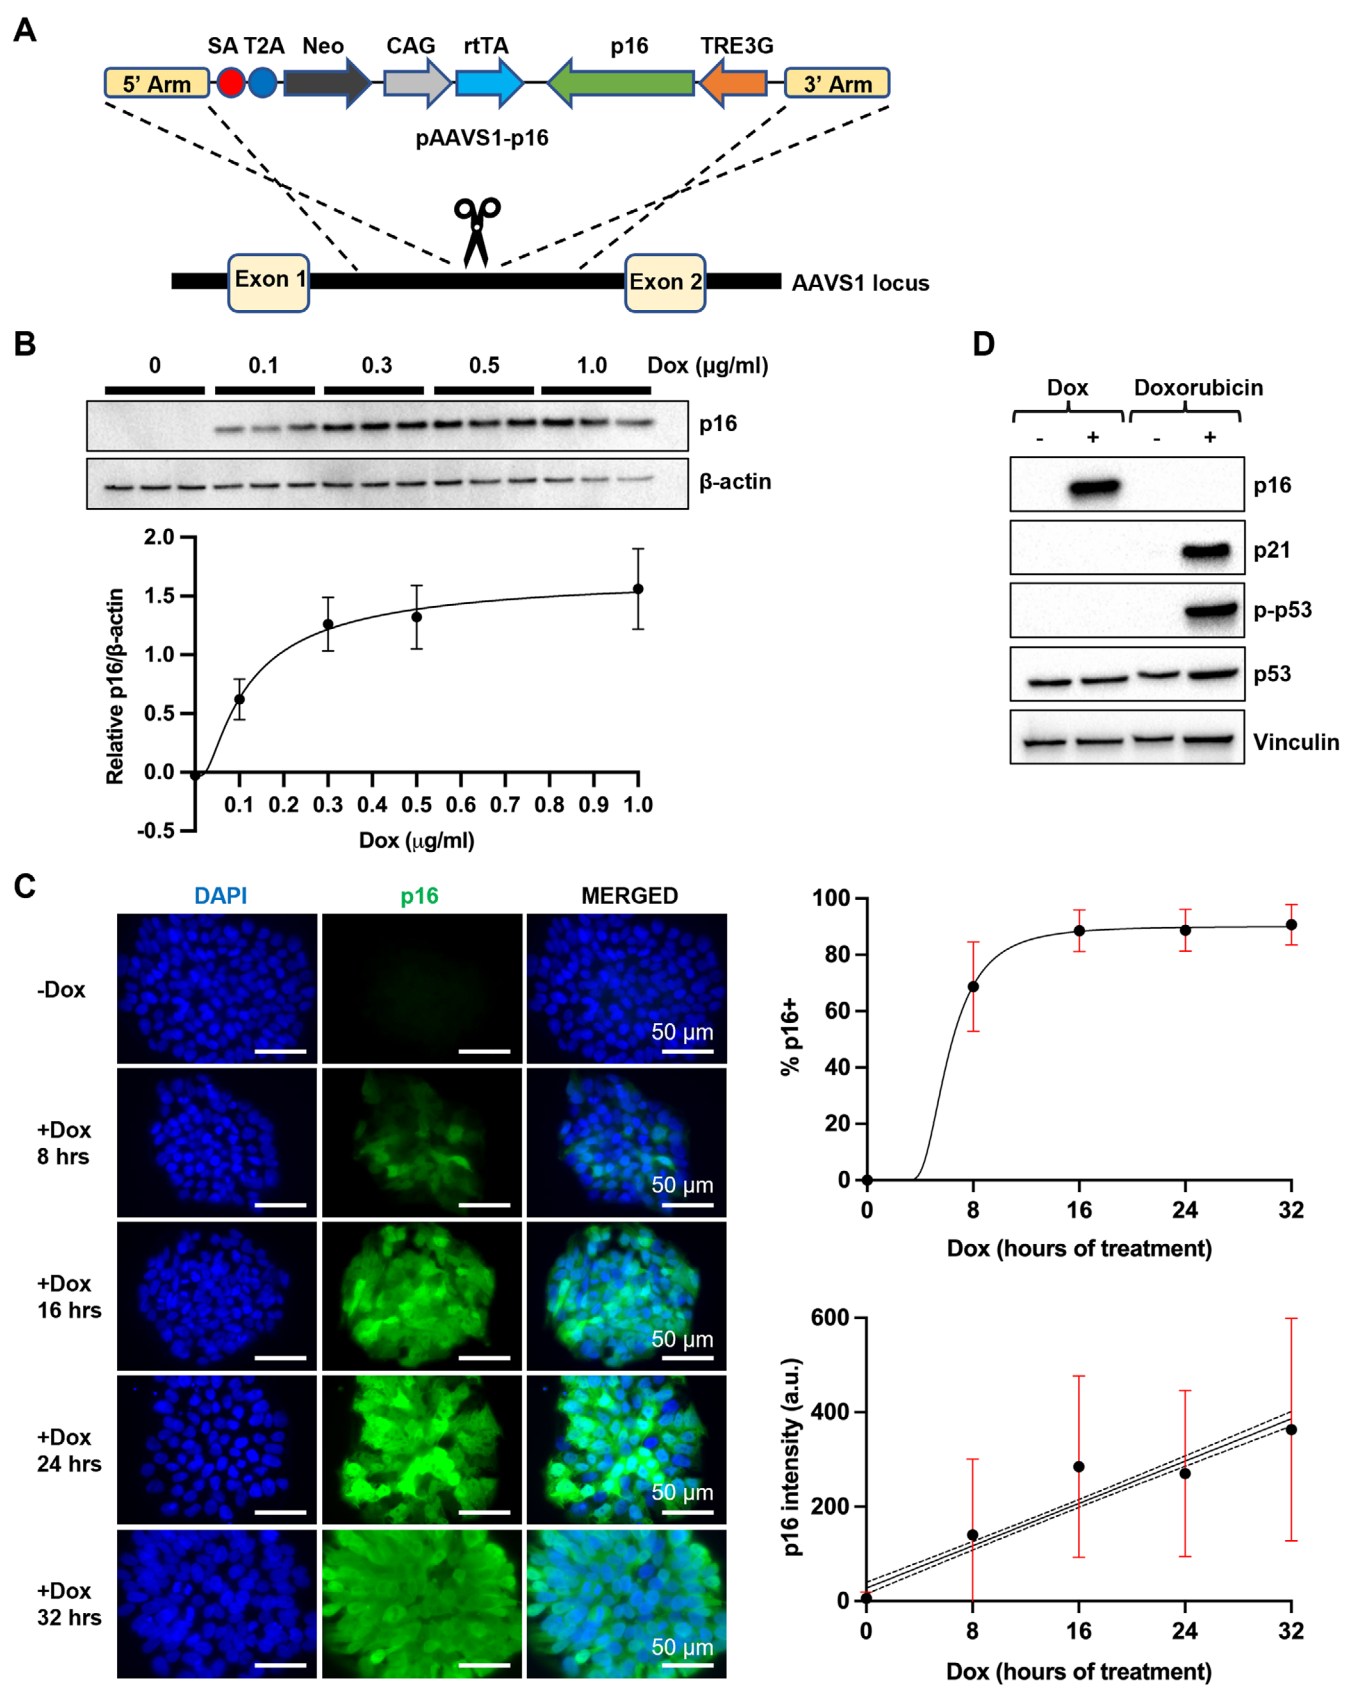 A
SA T2A Neo CAG rtTA p16 TRE3G
5’ Arm 3’ Arm
pAAVS1-p16
Exon 1 Exon 2 AAVS1 locus
B
0 0.1 0.3 0.5 1.0 Dox (µg/ml)
p16
β-actin
2.0
1.5
1.0
0.5
0.0
-0.5
Relative p16/β-actin
0.1 0.2 0.3 0.4 0.5 0.6 0.7 0.8 0.9 1.0
Dox (µg/ml)
D
Dox Doxorubicin
- + - +
p16
p21
p-p53
p53
Vinculin
C
DAPI p16 MERGED
-Dox
50 µm
+Dox
8 hrs
50 µm
+Dox
16 hrs
50 µm
+Dox
24 hrs
50 µm
+Dox
32 hrs
50 µm
100
80
60
40
20
0
% p16+
0 8 16 24 32
Dox (hours of treatment)
600
400
200
0
p16 intensity (a.u.)
0 8 16 24 32
Dox (hours of treatment)